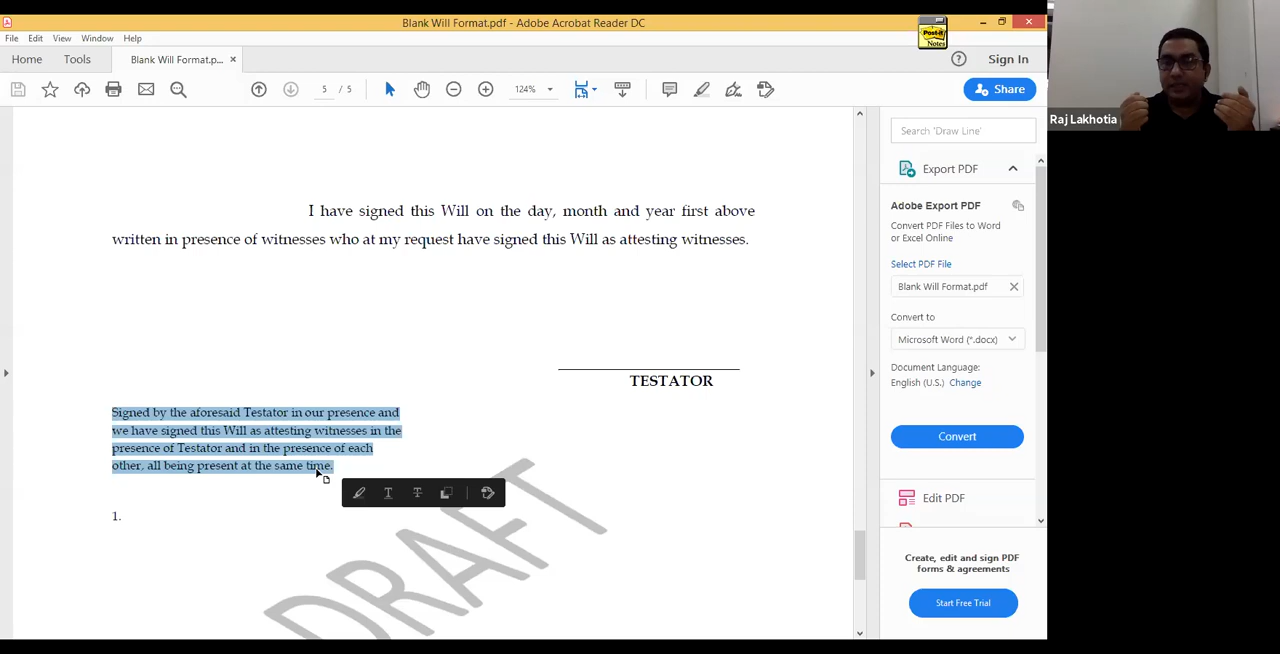 Blank Will Format.pdf - Adobe Acrobat Reader DC
Post-it
Notes
File Edit View Window Help
Home Tools Blank Will Format.p... ×
Sign In
5 / 5 124%
Share
Raj Lakhotia
Search 'Draw Line'
Export PDF
Adobe Export PDF
Convert PDF Files to Word
or Excel Online
Select PDF File
Blank Will Format.pdf
Convert to
Microsoft Word (*.docx)
Document Language:
English (U.S.) Change
Convert
Edit PDF
Create, edit and sign PDF
forms & agreements
Start Free Trial
I have signed this Will on the day, month and year first above
written in presence of witnesses who at my request have signed this Will as attesting witnesses.
TESTATOR
Signed by the aforesaid Testator in our presence and
we have signed this Will as attesting witnesses in the
presence of Testator and in the presence of each
other, all being present at the same time.
1.
DRAFT